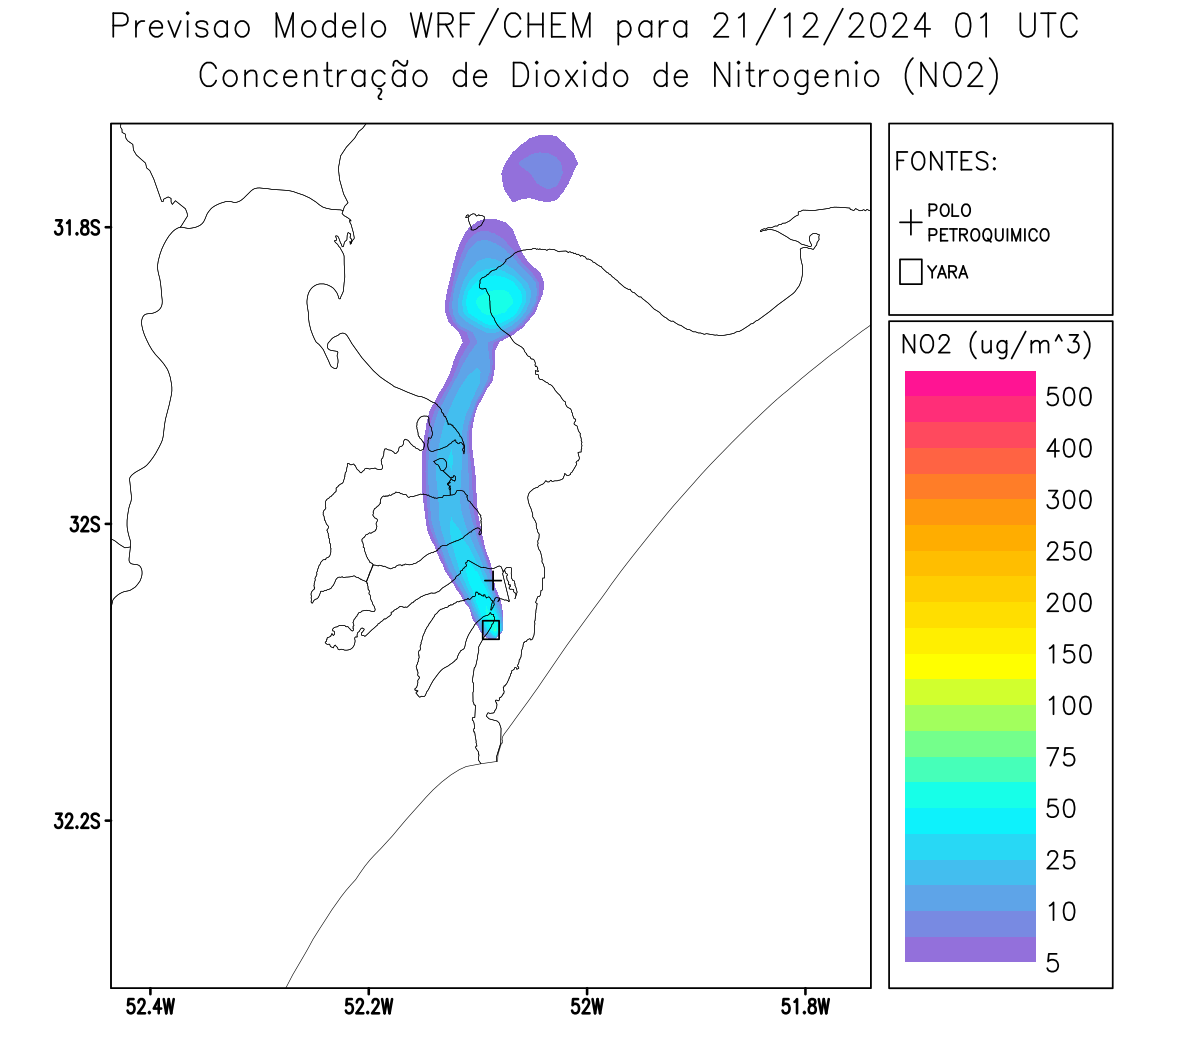 Previsao Modelo WRF/CHEM para 21/12/2024 01 UTC
Concentração de Dioxido de Nitrogenio (NO2)
FONTES:
POLO
PETROQUIMICO
YARA
NO2 (ug/m^3)
500
400
300
250
200
150
100
75
50
25
10
5
31.8S
32S
32.2S
52.4W
52.2W
52W
51.8W